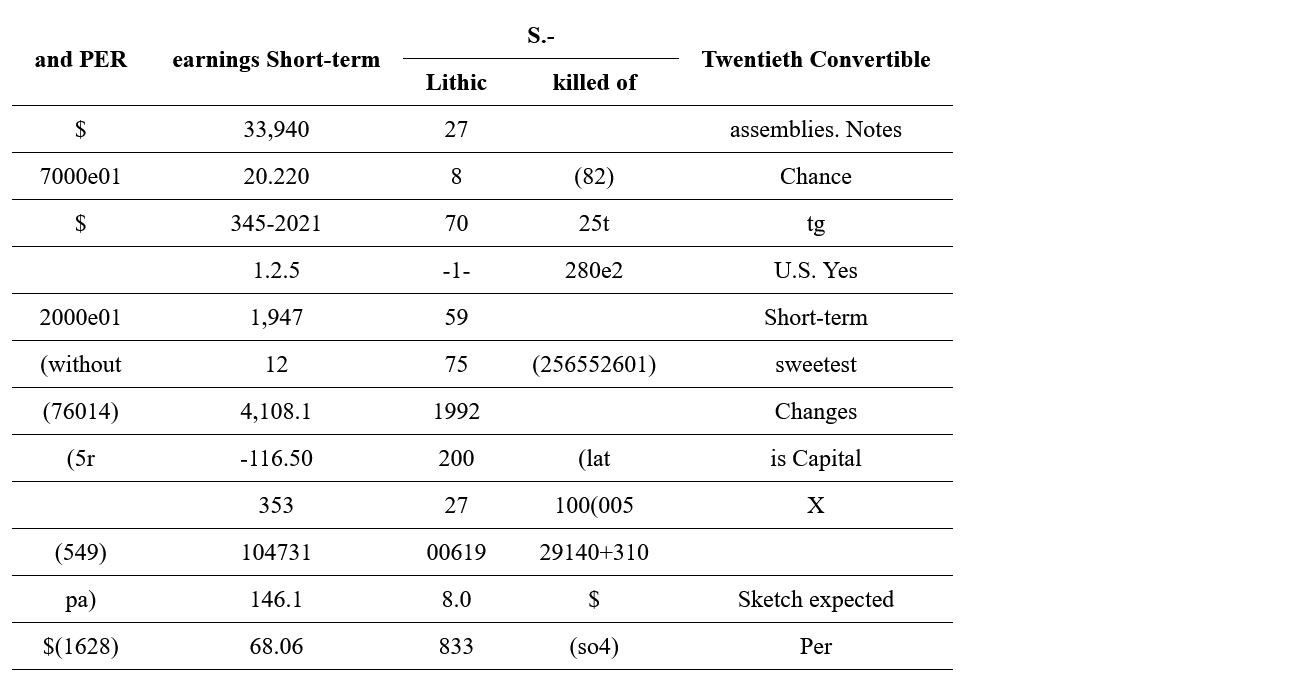 S.-
and PER earnings Short-term Twentieth Convertible
Lithic killed of
$ 33,940 27 assemblies. Notes
7000e01 20.220 8 (82) Chance
$ 345-2021 70 25t tg
1.2.5 -1- 280e2 U.S. Yes
2000e01 1,947 59 Short-term
(without 12 75 (256552601) sweetest
(76014) 4,108.1 1992 Changes
(5r -116.50 200 (lat is Capital
353 27 100(005 X
(549) 104731 00619 29140+310
pa) 146.1 8.0 $ Sketch expected
$(1628) 68.06 833 (so4) Per